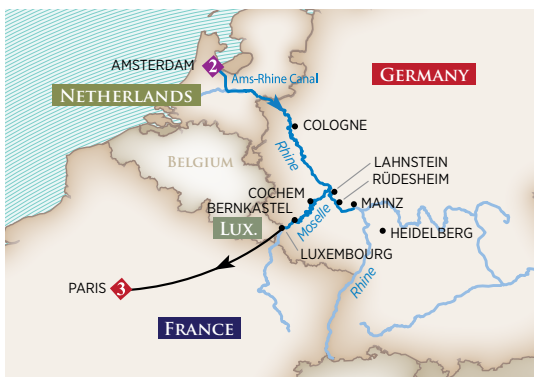 AMSTERDAM 2
Ams-Rhine Canal
GERMANY
NETHERLANDS
COLOGNE
Rhine
BELGIUM
LAHNSTEIN
RÜDESHEIM
COCHEM
MAINZ
BERNKASTEL
Moselle
LUX.
HEIDELBERG
LUXEMBOURG
Rhine
PARIS 3
FRANCE